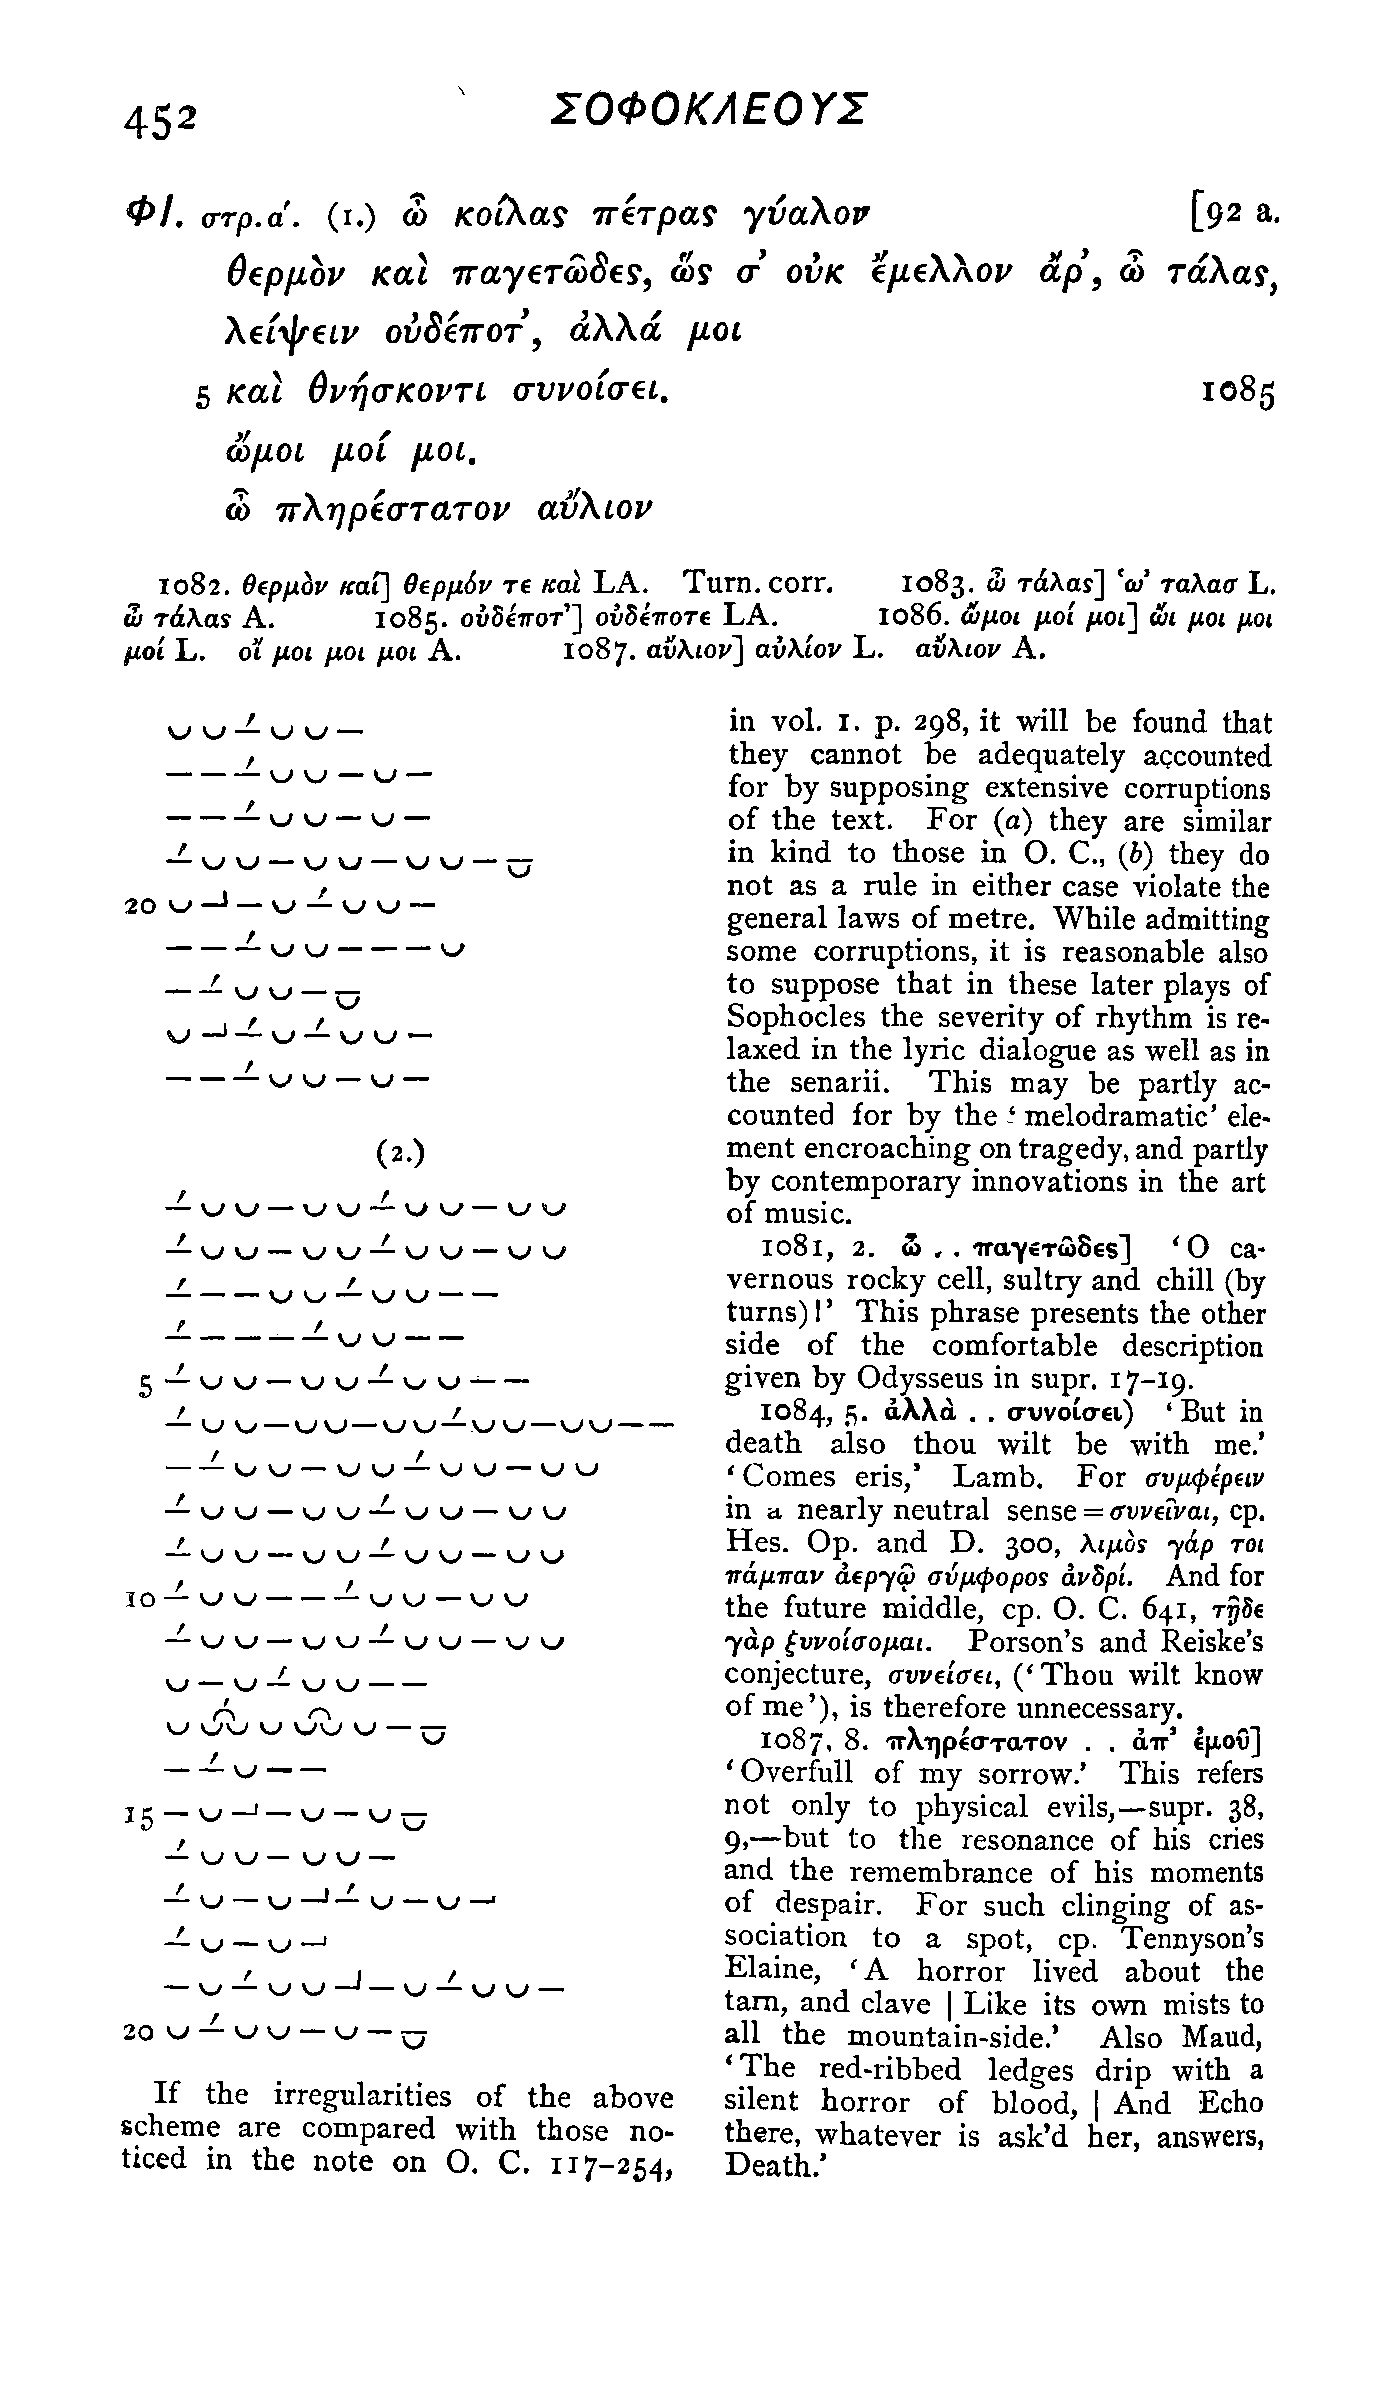 452 ΣΟΦΟΚΛΕΟΥΣ
ΦΙ. στρ.α΄. (1.) ὦ κοίλας πέτρας γύαλον [92 a.
θερμὸν καὶ παγετῶδες, ὥς σ’ οὐκ ἔμελλον ἄρ’, ὦ τάλας,
λείψειν οὐδέποτ’, ἀλλά μοι
5 καὶ θνήσκοντι συνοίσει. 1085
ὤμοι μοί μοι.
ὦ πληρέστατον αὔλιον
1082. θερμὸν καί] θερμόν τε καὶ LA. Turn. corr. 1083. ὦ τάλας] ‘ω’ ταλασ L.
ὦ τάλας A. 1085. οὐδέποτ’] οὐδέποτε LA. 1086. ὤμοι μοί μοι] ὤι μοι μοι
μοί L. οἴ μοι μοι μοι A. 1087. αὔλιον] αὐλίον L. αὔλιον A.
⏑ ⏑ –́ ⏑ ⏑ –
– – –́ ⏑ ⏑ – ⏑ –
– – –́ ⏑ ⏑ – ⏑ –
–́ ⏑ ⏑ – ⏑ ⏑ – ⏑ ⏑ – ⏓
20 ⏑ –⅃ – ⏑ –́ ⏑ ⏑ –
– – –́ ⏑ ⏑ – – – ⏑
– –́ ⏑ ⏑ – ⏓
⏑ –⅃ –́ ⏑ –́ ⏑ ⏑ –
– – –́ ⏑ ⏑ – ⏑ –
(2.)
–́ ⏑ ⏑ – ⏑ ⏑ –́ ⏑ ⏑ – ⏑ ⏑
–́ ⏑ ⏑ – ⏑ ⏑ –́ ⏑ ⏑ – ⏑ ⏑
–́ – – ⏑ ⏑ –́ ⏑ ⏑ – –
–́ – – – –́ ⏑ ⏑ – –
5 –́ ⏑ ⏑ – ⏑ ⏑ –́ ⏑ ⏑ – –
–́ ⏑ ⏑ – ⏑ ⏑ – ⏑ ⏑ –́ ⏑ ⏑ – ⏑ ⏑ – –
– –́ ⏑ ⏑ – ⏑ ⏑ –́ ⏑ ⏑ – ⏑ ⏑
–́ ⏑ ⏑ – ⏑ ⏑ –́ ⏑ ⏑ – ⏑ ⏑
–́ ⏑ ⏑ – ⏑ ⏑ –́ ⏑ ⏑ – ⏑ ⏑
10 –́ ⏑ ⏑ – – –́ ⏑ ⏑ – ⏑ ⏑
–́ ⏑ ⏑ – ⏑ ⏑ –́ ⏑ ⏑ – ⏑ ⏑
⏑ – ⏑ –́ ⏑ ⏑ – –
⏑ ⏑́⏑ ⏑ ⏑⏑ ⏑ – ⏓
– –́ ⏑ – –
15 – ⏑ –⅃ – ⏑ – ⏑ ⏓
–́ ⏑ ⏑ – ⏑ ⏑ –
–́ ⏑ – ⏑ –⅃ –́ ⏑ – ⏑ –⅃
–́ ⏑ – ⏑ –⅃
– ⏑ –́ ⏑ ⏑ –⅃ – ⏑ –́ ⏑ ⏑ –
20 ⏑ –́ ⏑ ⏑ – ⏑ – ⏓
If the irregularities of the above
scheme are compared with those no-
ticed in the note on O. C. 117–254,
in vol. I. p. 298, it will be found that
they cannot be adequately accounted
for by supposing extensive corruptions
of the text. For (a) they are similar
in kind to those in O. C., (b) they do
not as a rule in either case violate the
general laws of metre. While admitting
some corruptions, it is reasonable also
to suppose that in these later plays of
Sophocles the severity of rhythm is re-
laxed in the lyric dialogue as well as in
the senarii. This may be partly ac-
counted for by the ‘melodramatic’ ele-
ment encroaching on tragedy, and partly
by contemporary innovations in the art
of music.
1081, 2. ὦ . . παγετῶδες] ‘O ca-
vernous rocky cell, sultry and chill (by
turns)!’ This phrase presents the other
side of the comfortable description
given by Odysseus in supr. 17–19.
1084, 5. ἀλλὰ . . συνοίσει) ‘But in
death also thou wilt be with me.’
‘Comes eris,’ Lamb. For συμφέρειν
in a nearly neutral sense = συνεῖναι, cp.
Hes. Op. and D. 300, λιμὸς γάρ τοι
πάμπαν ἀεργῷ σύμφορος ἀνδρί. And for
the future middle, cp. O. C. 641, τῇδε
γὰρ ξυνοίσομαι. Porson’s and Reiske’s
conjecture, συνείσει, (‘Thou wilt know
of me’), is therefore unnecessary.
1087, 8. πληρέστατον . . ἀπ’ ἐμοῦ]
‘Overfull of my sorrow.’ This refers
not only to physical evils,—supr. 38,
9,—but to the resonance of his cries
and the remembrance of his moments
of despair. For such clinging of as-
sociation to a spot, cp. Tennyson’s
Elaine, ‘A horror lived about the
tarn, and clave | Like its own mists to
all the mountain-side.’ Also Maud,
‘The red-ribbed ledges drip with a
silent horror of blood, | And Echo
there, whatever is ask’d her, answers,
Death.’